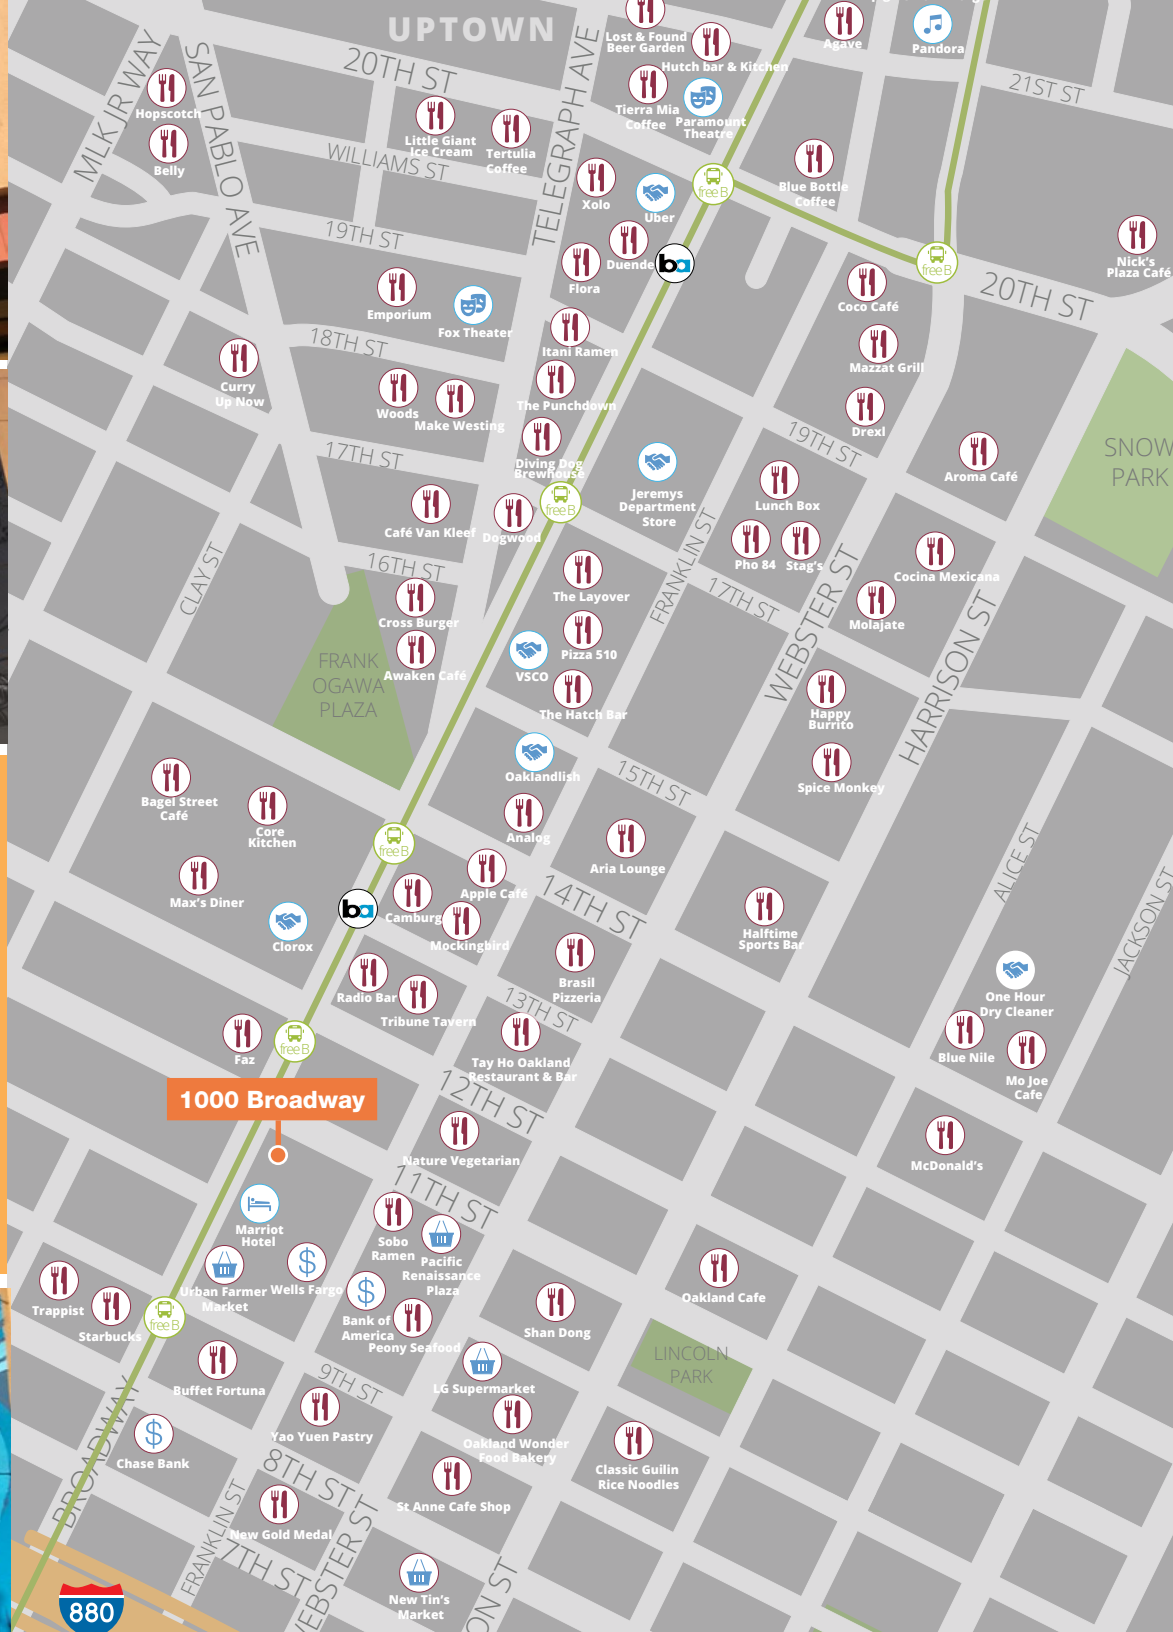 UPTOWN
Lost & Found
Beer Garden
Hutch bar & Kitchen
Agave
Pandora
20TH ST
TELEGRAPH AVE
MLK JR WAY
SAN PABLO AVE
21ST ST
Hopscotch
Belly
Little Giant
Ice Cream
Tertulia
Coffee
Tierra Mia
Coffee
Paramount
Theatre
WILLIAMS ST
Xolo
Uber
free B
Blue Bottle
Coffee
19TH ST
Duende
ba
Flora
free B
Nick's
Plaza Café
20TH ST
Coco Café
Emporium
Fox Theater
18TH ST
Itani Ramen
Mazzat Grill
Curry
Up Now
Woods
Make Westing
The Punchdown
Drexl
17TH ST
Diving Dog
Brewhouse
19TH ST
SNOW
PARK
Aroma Café
Jeremys
Department
Store
Lunch Box
free B
Café Van Kleef
Dogwood
FRANKLIN ST
Pho 84
Stag's
16TH ST
CLAY ST
The Layover
17TH ST
WEBSTER ST
Cocina Mexicana
Molajate
HARRISON ST
Cross Burger
Awaken Café
FRANK
OGAWA
PLAZA
VSCO
Pizza 510
The Hatch Bar
Happy
Burrito
Spice Monkey
Oaklandlish
15TH ST
Bagel Street
Café
Core
Kitchen
Analog
Aria Lounge
free B
ALICE ST
Max's Diner
Apple Café
14TH ST
ba
Camburg
Mockingbird
Clorox
Halftime
Sports Bar
JACKSON ST
Radio Bar
Tribune Tavern
Brasil
Pizzeria
13TH ST
One Hour
Dry Cleaner
Blue Nile
Mo Joe
Cafe
Faz
free B
Tay Ho Oakland
Restaurant & Bar
12TH ST
1000 Broadway
Nature Vegetarian
McDonald's
11TH ST
Marriot
Hotel
Sobo
Ramen
Pacific
Renaissance
Plaza
Urban Farmer
Market
Wells Fargo
Bank of
America
Peony Seafood
Oakland Cafe
Trappist
Starbucks
free B
Shan Dong
LINCOLN
PARK
Buffet Fortuna
9TH ST
LG Supermarket
Yao Yuen Pastry
Oakland Wonder
Food Bakery
BROADWAY
Chase Bank
8TH ST
Classic Guilin
Rice Noodles
St Anne Cafe Shop
FRANKLIN ST
New Gold Medal
7TH ST
WEBSTER ST
New Tin's
Market
ON ST
880